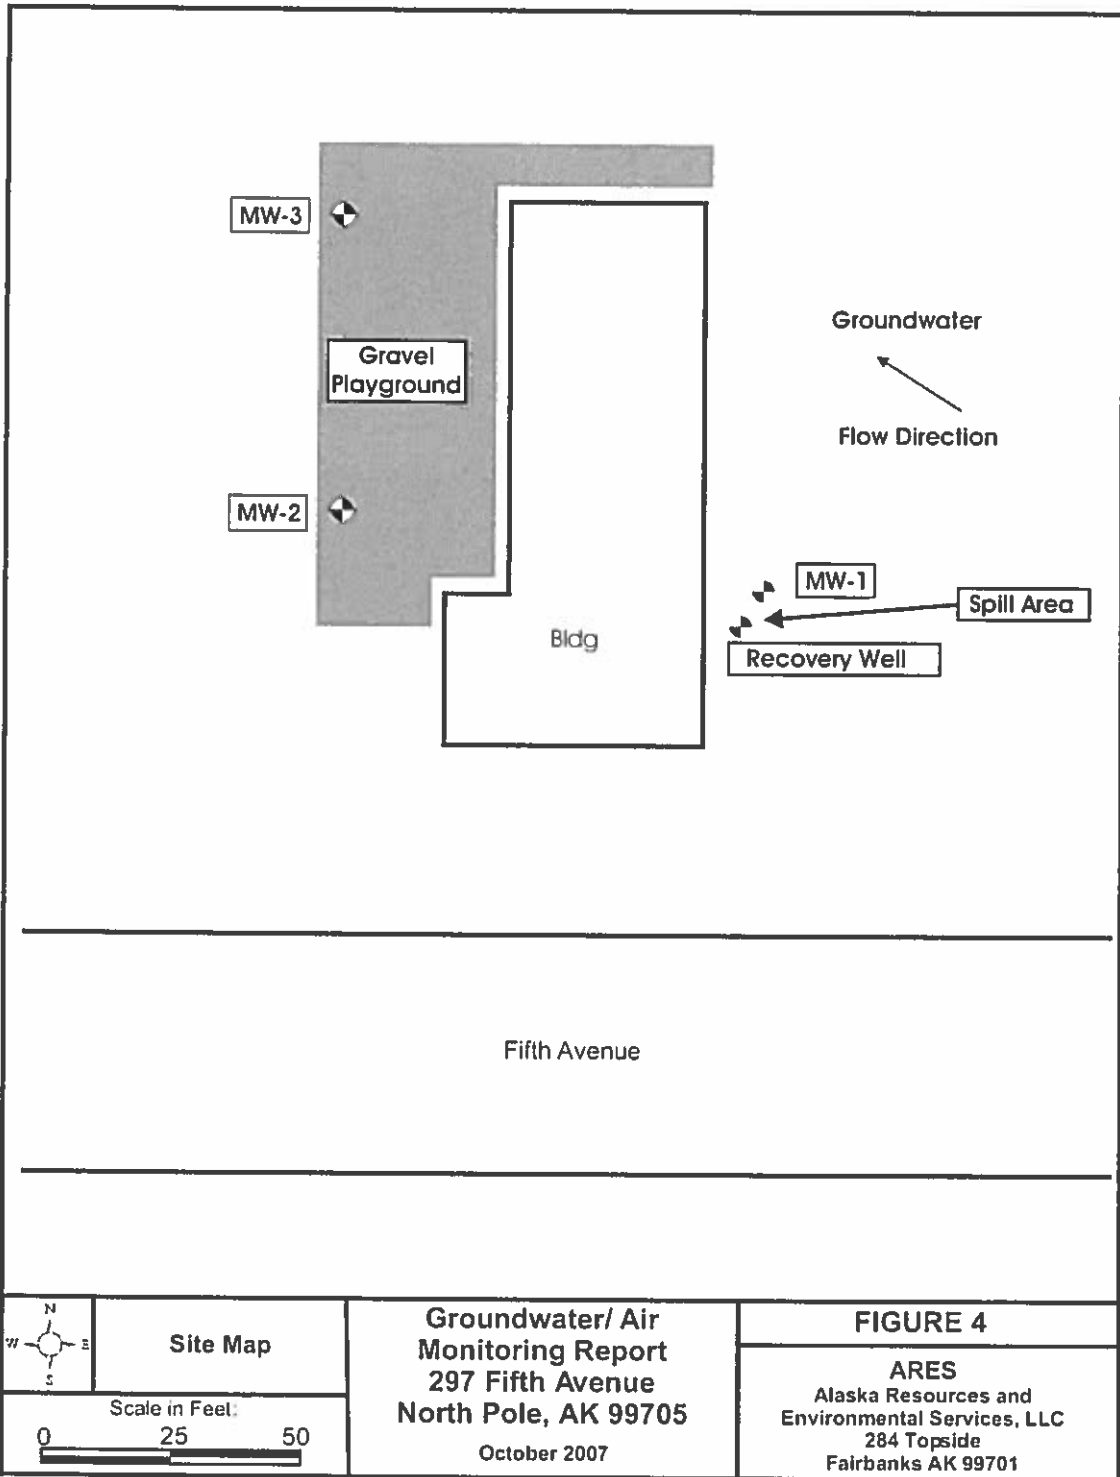 MW-3
Groundwater
Gravel
Playground
Flow Direction
MW-2
MW-1
Spill Area
Bldg
Recovery Well
Fifth Avenue
N
W
E
S
Site Map
Scale in Feet:
0 25 50
Groundwater/ Air
Monitoring Report
297 Fifth Avenue
North Pole, AK 99705
October 2007
FIGURE 4
ARES
Alaska Resources and
Environmental Services, LLC
284 Topside
Fairbanks AK 99701